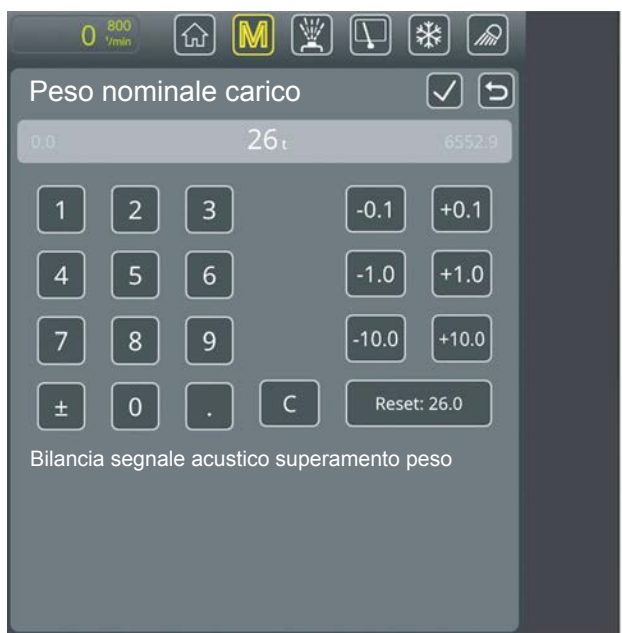 0 800
1/min
M
Peso nominale carico
0,0 26 t 6552.9
1 2 3 -0.1 +0.1
4 5 6 -1.0 +1.0
7 8 9 -10.0 +10.0
± 0 . C Reset: 26.0
Bilancia segnale acustico superamento peso